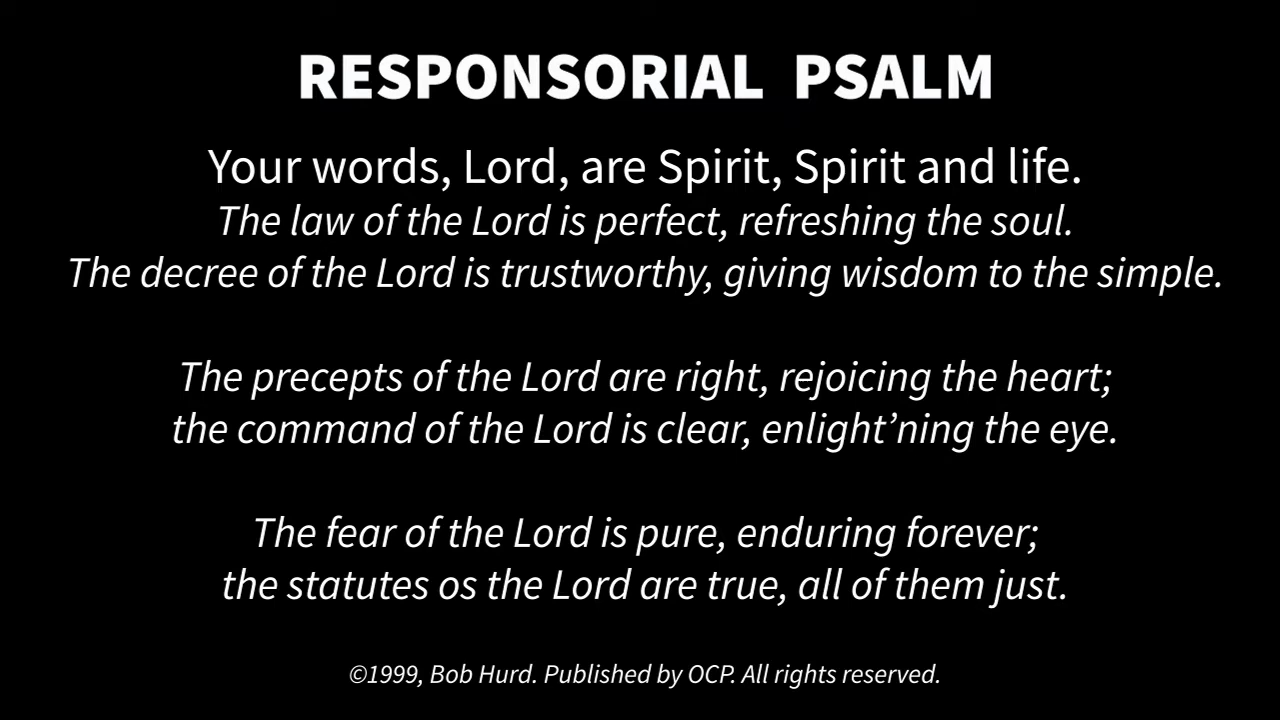 RESPONSORIAL PSALM
Your words, Lord, are Spirit, Spirit and life.
The law of the Lord is perfect, refreshing the soul.
The decree of the Lord is trustworthy, giving wisdom to the simple.
The precepts of the Lord are right, rejoicing the heart;
the command of the Lord is clear, enlight’ning the eye.
The fear of the Lord is pure, enduring forever;
the statutes os the Lord are true, all of them just.
©1999, Bob Hurd. Published by OCP. All rights reserved.